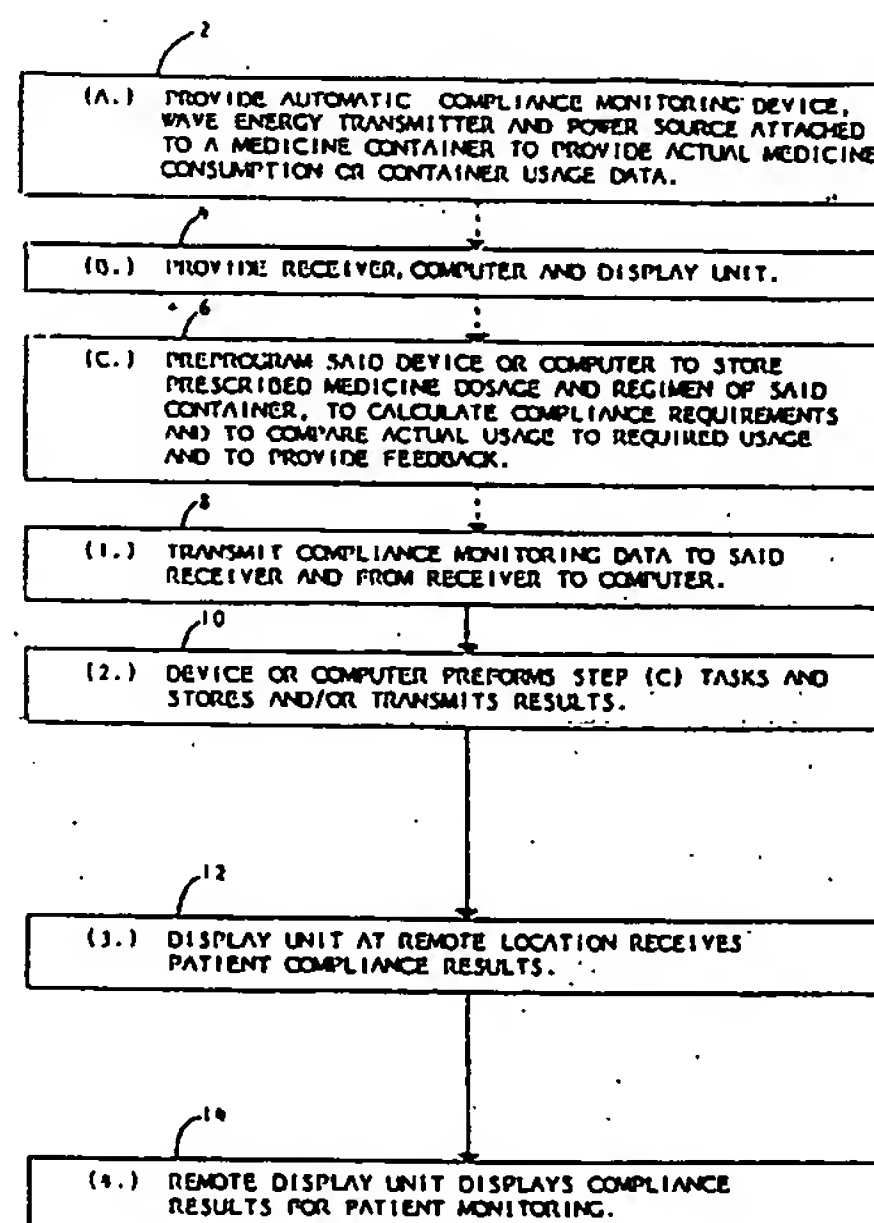 2
(A.) PROVIDE AUTOMATIC COMPLIANCE MONITORING DEVICE,
WAVE ENERGY TRANSMITTER AND POWER SOURCE ATTACHED
TO A MEDICINE CONTAINER TO PROVIDE ACTUAL MEDICINE
CONSUMPTION OR CONTAINER USAGE DATA.
4
(B.) PROVIDE RECEIVER, COMPUTER AND DISPLAY UNIT.
6
(C.) PREPROGRAM SAID DEVICE OR COMPUTER TO STORE
PRESCRIBED MEDICINE DOSAGE AND REGIMEN OF SAID
CONTAINER, TO CALCULATE COMPLIANCE REQUIREMENTS
AND TO COMPARE ACTUAL USAGE TO REQUIRED USAGE
AND TO PROVIDE FEEDBACK.
8
(1.) TRANSMIT COMPLIANCE MONITORING DATA TO SAID
RECEIVER AND FROM RECEIVER TO COMPUTER.
10
(2.) DEVICE OR COMPUTER PREFORMS STEP (C) TASKS AND
STORES AND/OR TRANSMITS RESULTS.
12
(3.) DISPLAY UNIT AT REMOTE LOCATION RECEIVES
PATIENT COMPLIANCE RESULTS.
14
(4.) REMOTE DISPLAY UNIT DISPLAYS COMPLIANCE
RESULTS FOR PATIENT MONITORING.